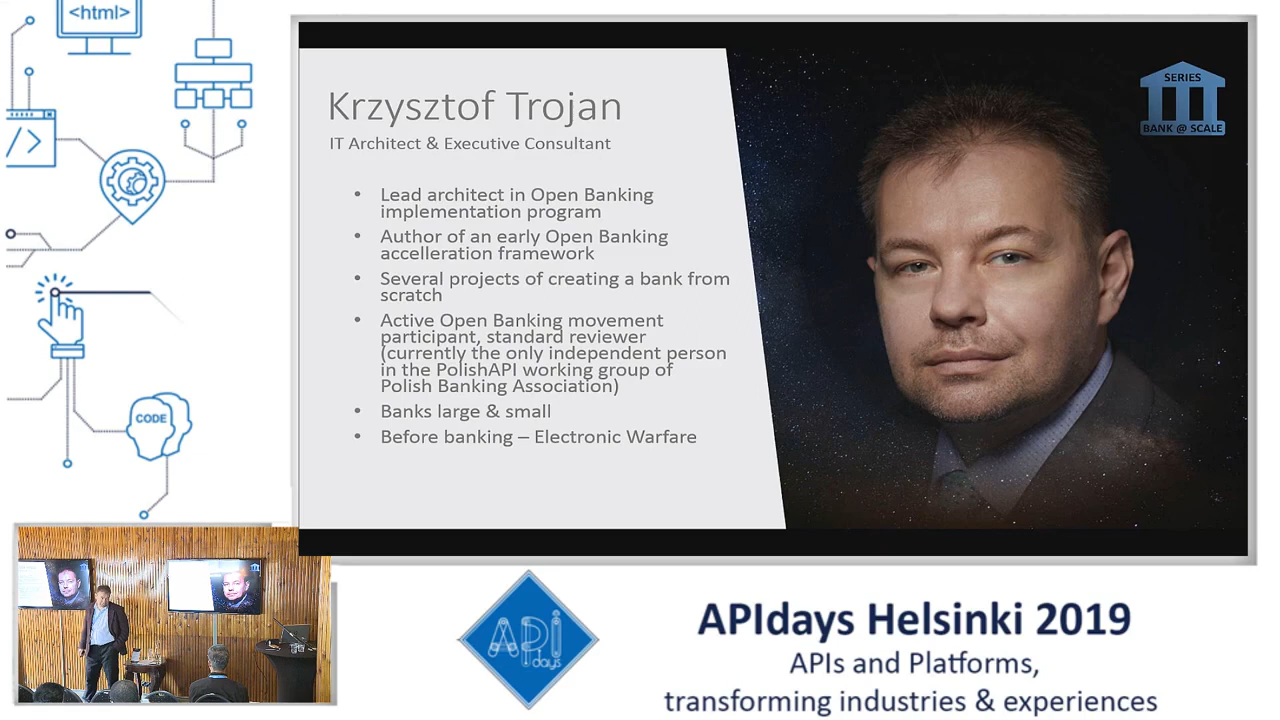 <html>
</>
CODE
Krzysztof Trojan
IT Architect & Executive Consultant
• Lead architect in Open Banking
implementation program
• Author of an early Open Banking
accelleration framework
• Several projects of creating a bank from
scratch
• Active Open Banking movement
participant, standard reviewer
(currently the only independent person
in the PolishAPI working group of
Polish Banking Association)
• Banks large & small
• Before banking – Electronic Warfare
SERIES
BANK @ SCALE
API
days
APIdays Helsinki 2019
APIs and Platforms,
transforming industries & experiences